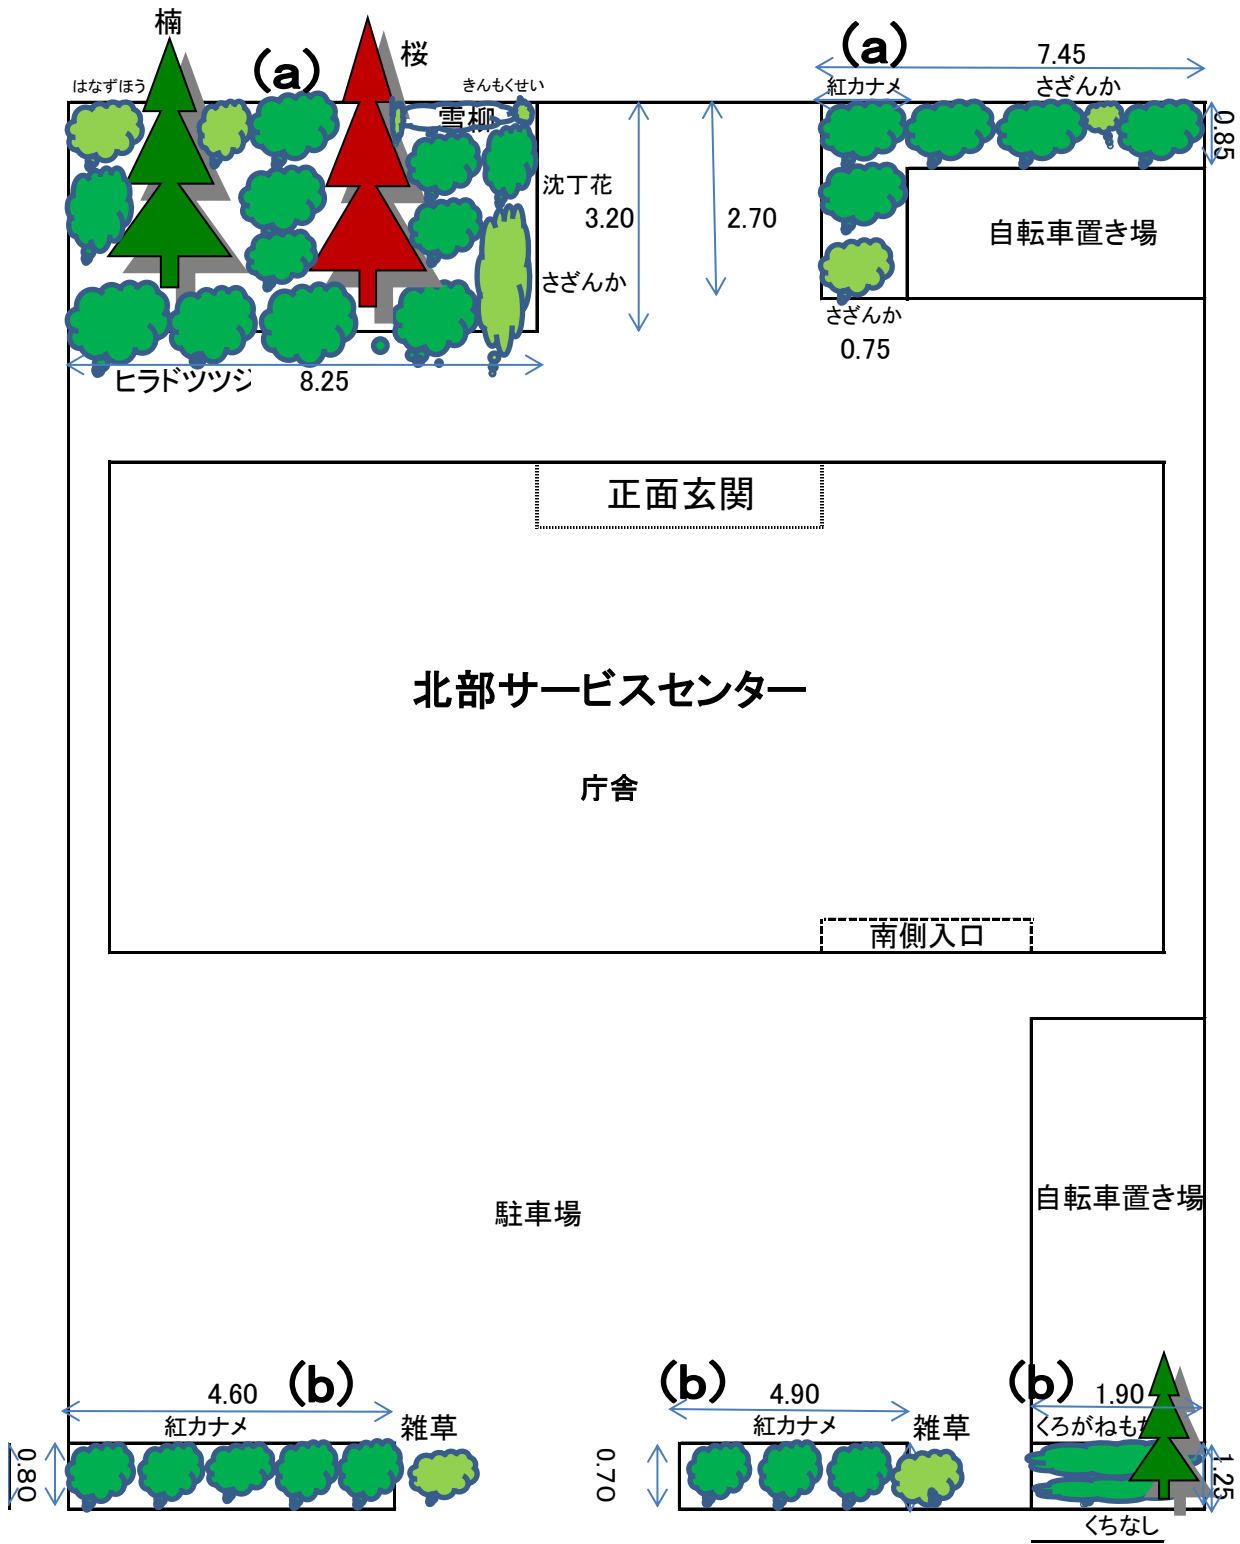 楠
桜
(a)
はなずほう
きんもくせい
雪柳
沈丁花
3.20
2.70
さざんか
ヒラドツツジ
8.25
(a)
7.45
紅カナメ
さざんか
0.85
自転車置き場
さざんか
0.75
正面玄関
北部サービスセンター
庁舎
南側入口
駐車場
自転車置き場
(b)
4.60
紅カナメ
雑草
0.80
(b)
4.90
紅カナメ
雑草
0.70
(b)
1.90
くろがねもち
1.25
くちなし